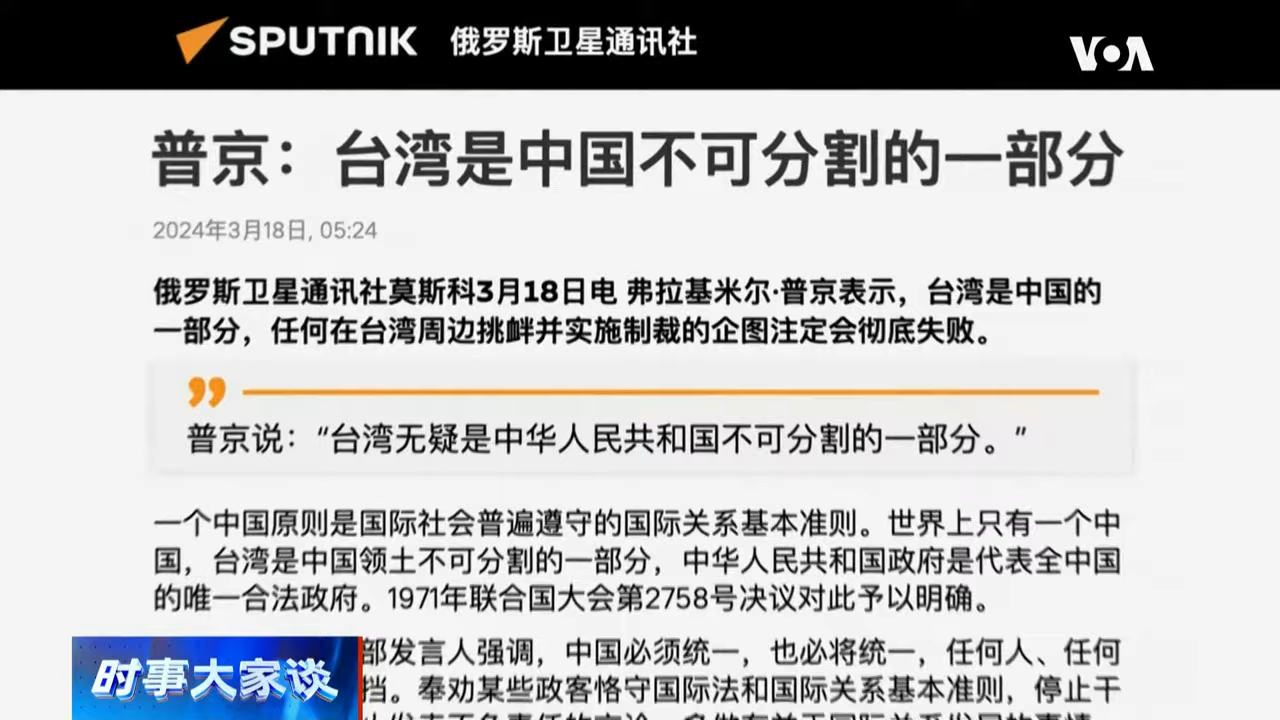 SPUTNIK 俄罗斯卫星通讯社
VOA
普京：台湾是中国不可分割的一部分
2024年3月18日, 05:24
俄罗斯卫星通讯社莫斯科3月18日电 弗拉基米尔·普京表示，台湾是中国的
一部分，任何在台湾周边挑衅并实施制裁的企图注定会彻底失败。
普京说：“台湾无疑是中华人民共和国不可分割的一部分。”
一个中国原则是国际社会普遍遵守的国际关系基本准则。世界上只有一个中
国，台湾是中国领土不可分割的一部分，中华人民共和国政府是代表全中国
的唯一合法政府。1971年联合国大会第2758号决议对此予以明确。
部发言人强调，中国必须统一，也必将统一，任何人、任何
挡。奉劝某些政客恪守国际法和国际关系基本准则，停止干
时事大家谈